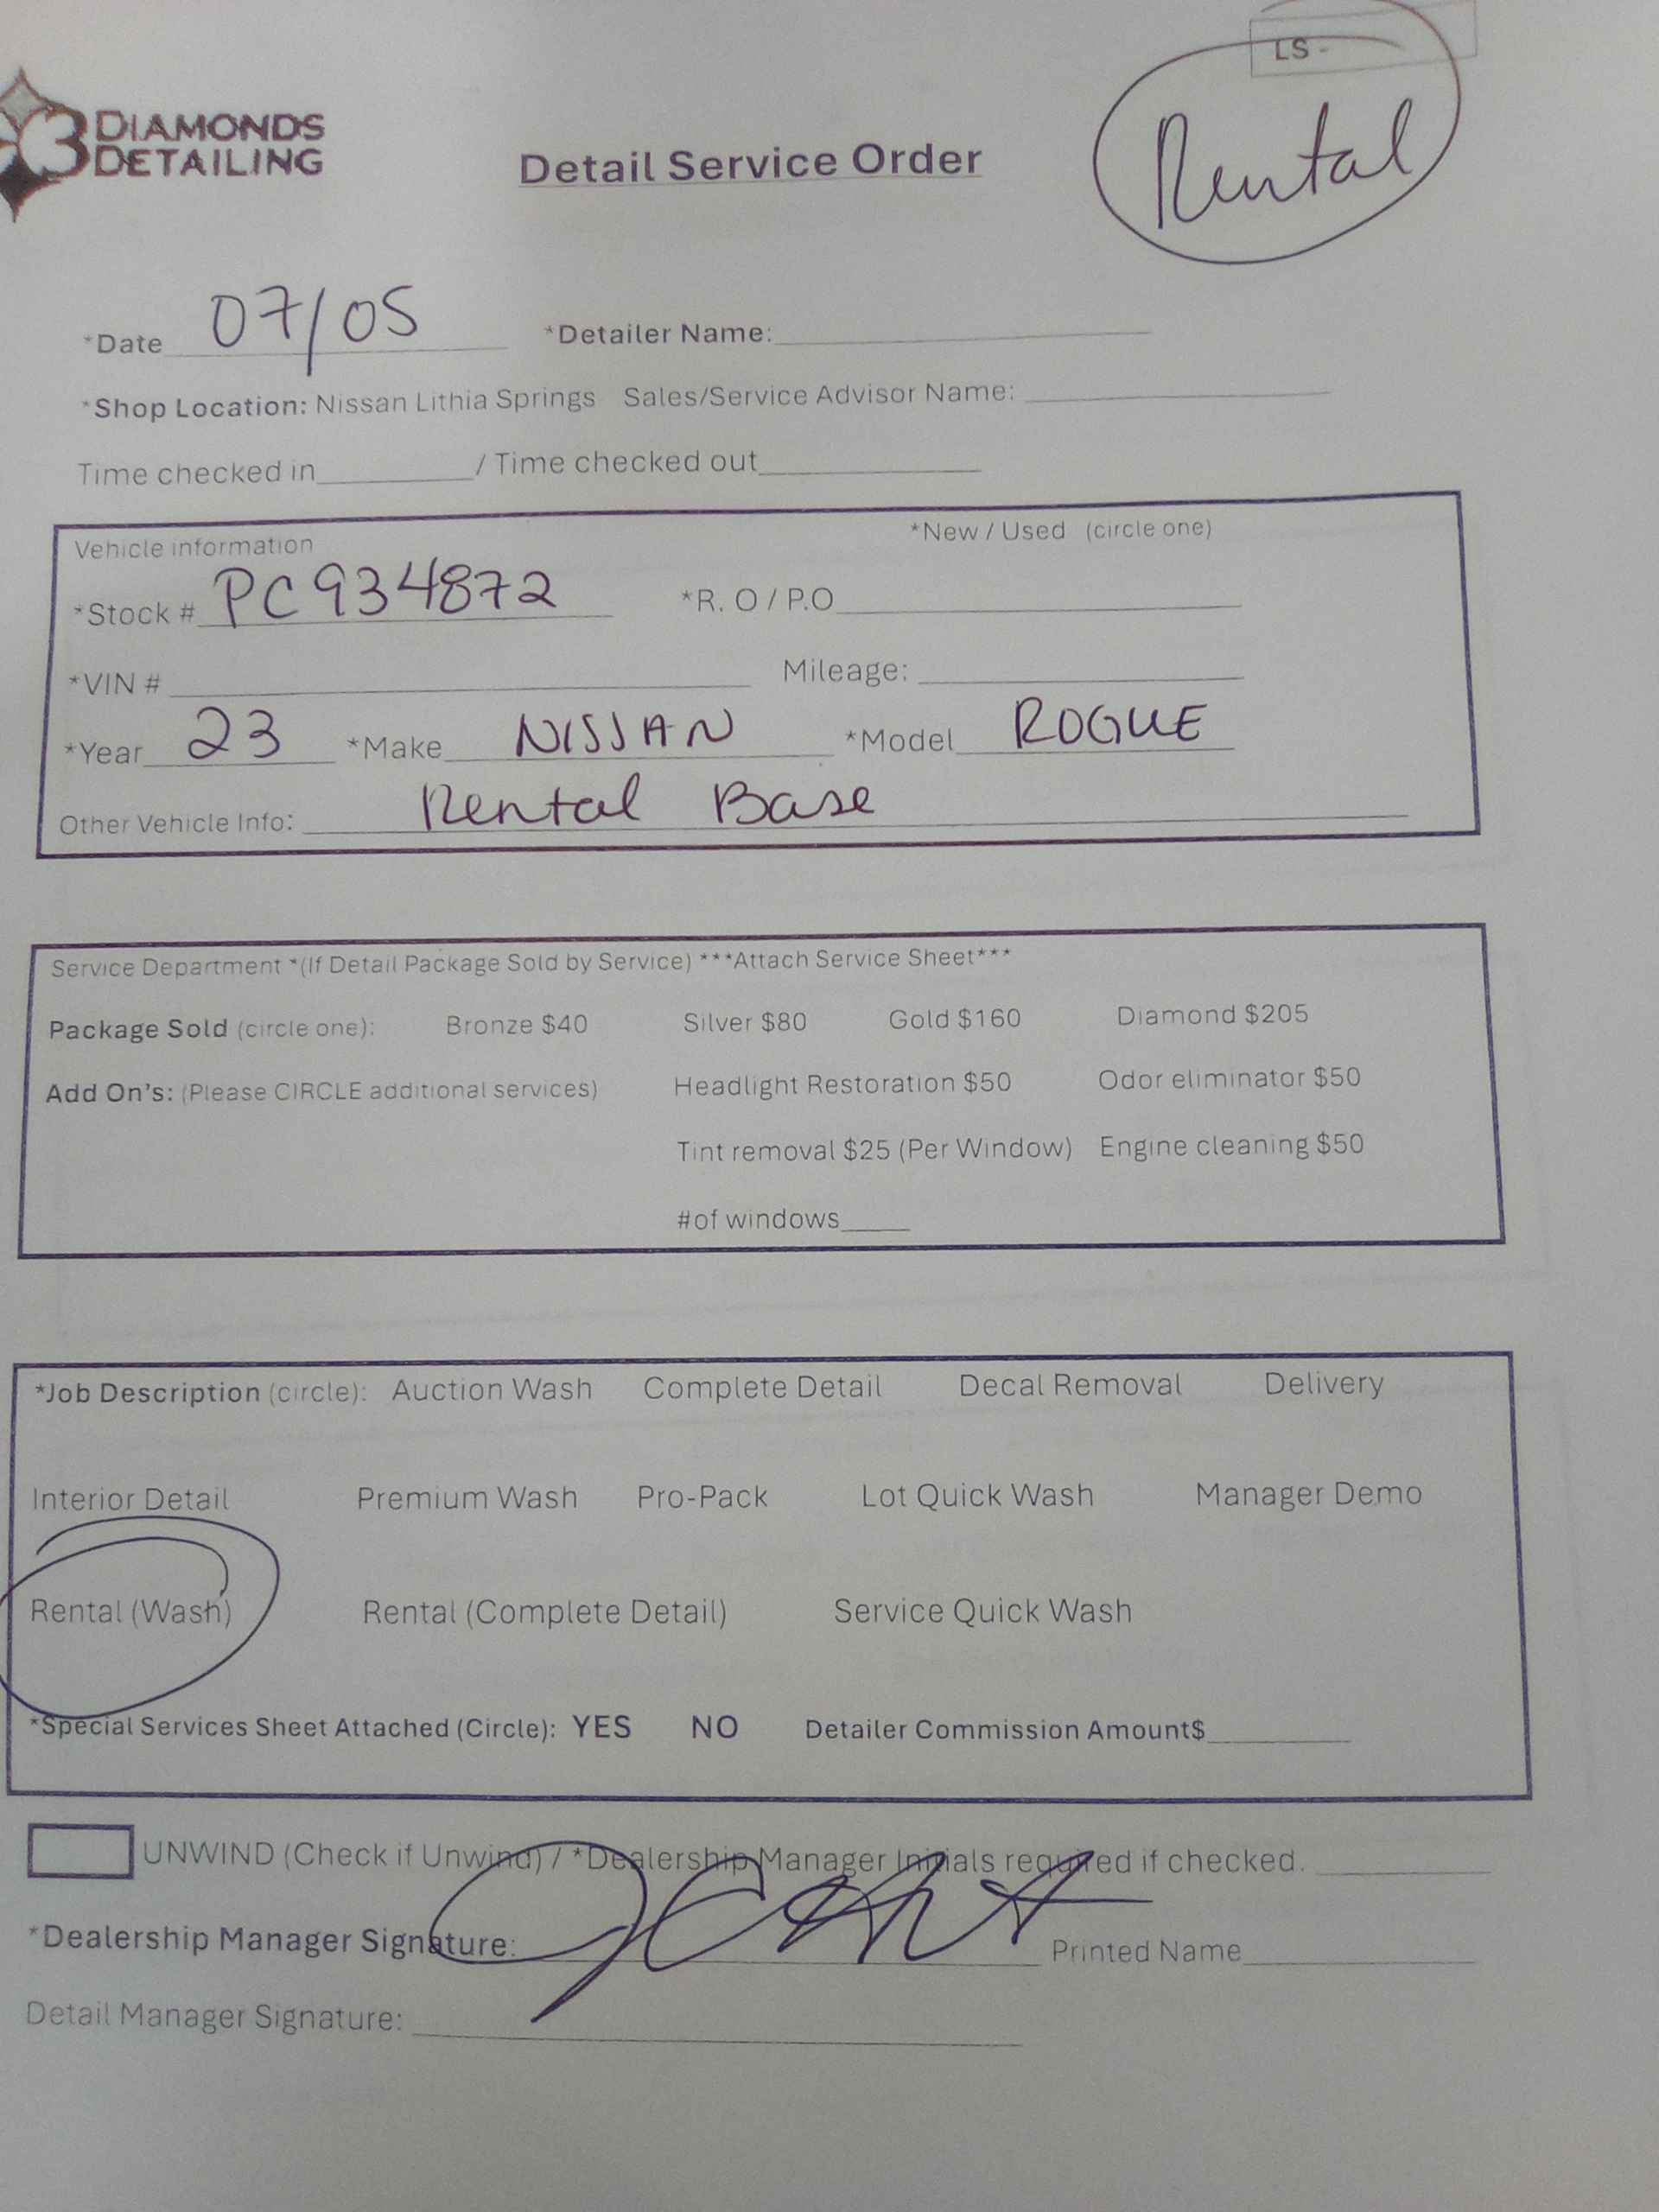 LS -
Rental
3 DIAMONDS
DETAILING
Detail Service Order
*Date 07/05 *Detailer Name:
*Shop Location: Nissan Lithia Springs Sales/Service Advisor Name:
Time checked in / Time checked out
Vehicle information *New / Used (circle one)
*Stock # PC934872 *R. O / P.O
*VIN # Mileage:
*Year 23 *Make NISSAN *Model ROGUE
Other Vehicle Info: Rental Base
Service Department *(If Detail Package Sold by Service) ***Attach Service Sheet***
Package Sold (circle one): Bronze $40 Silver $80 Gold $160 Diamond $205
Add On's: (Please CIRCLE additional services) Headlight Restoration $50 Odor eliminator $50
Tint removal $25 (Per Window) Engine cleaning $50
#of windows
*Job Description (circle): Auction Wash Complete Detail Decal Removal Delivery
Interior Detail Premium Wash Pro-Pack Lot Quick Wash Manager Demo
Rental (Wash) Rental (Complete Detail) Service Quick Wash
*Special Services Sheet Attached (Circle): YES NO Detailer Commission Amount$
UNWIND (Check if Unwind) / *Dealership Manager Initials required if checked.
*Dealership Manager Signature: Printed Name
Detail Manager Signature: